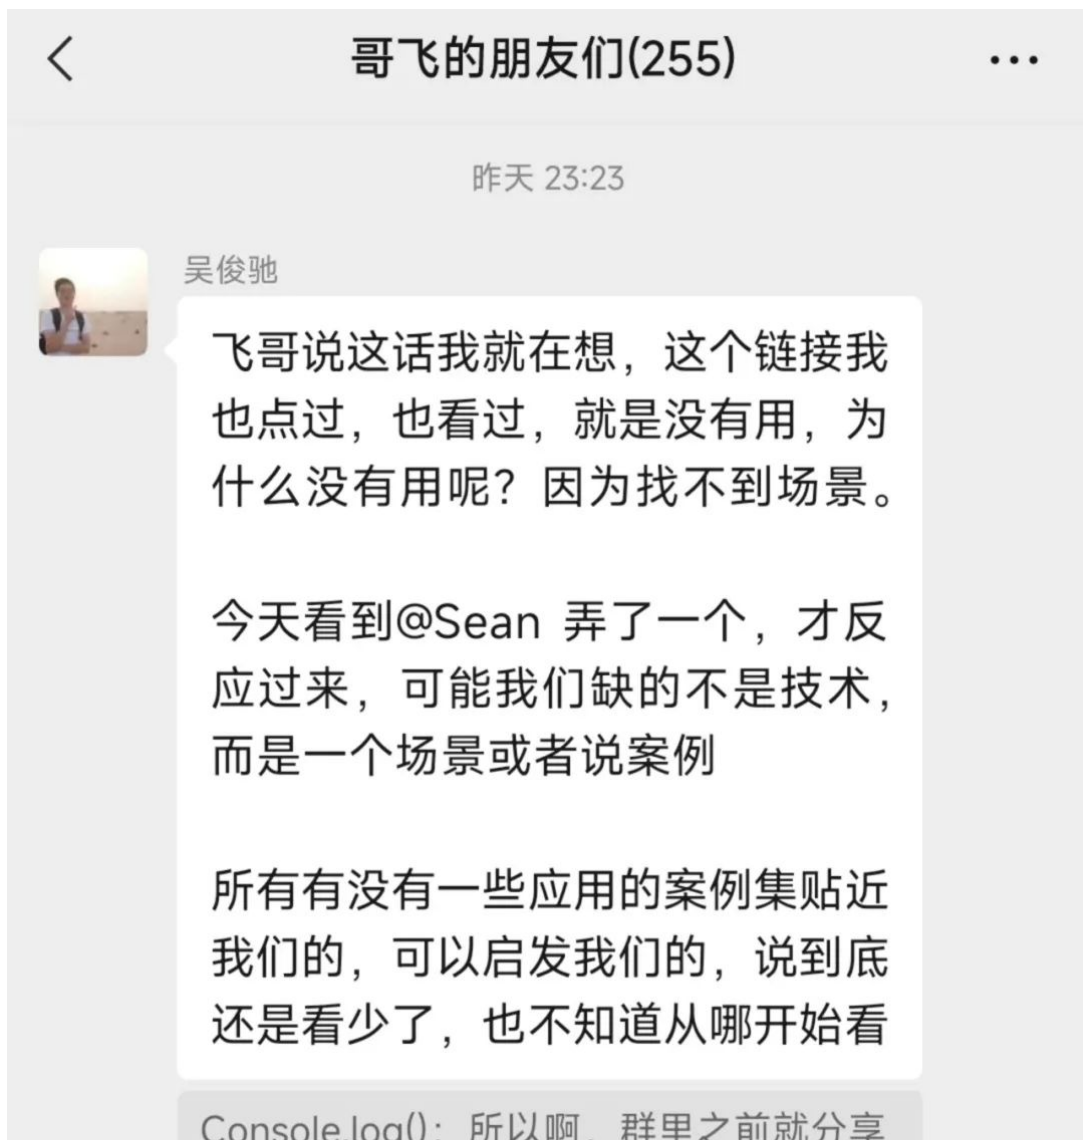 哥飞的朋友们(255)
昨天 23:23
吴俊驰
飞哥说这话我就在想，这个链接我
也点过，也看过，就是没有用，为
什么没有用呢？因为找不到场景。
今天看到@Sean 弄了一个，才反
应过来，可能我们缺的不是技术，
而是一个场景或者说案例
所有有没有一些应用的案例集贴近
我们的，可以启发我们的，说到底
还是看少了，也不知道从哪开始看
Console.log()：所以啊，群里之前就分享